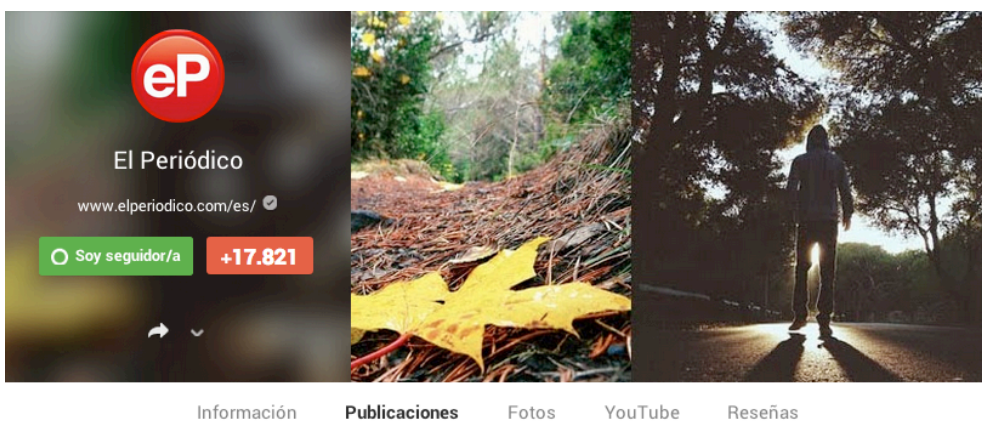 eP
El Periódico
www.elperiodico.com/es/
Soy seguidor/a
+17.821
Información Publicaciones Fotos YouTube Reseñas